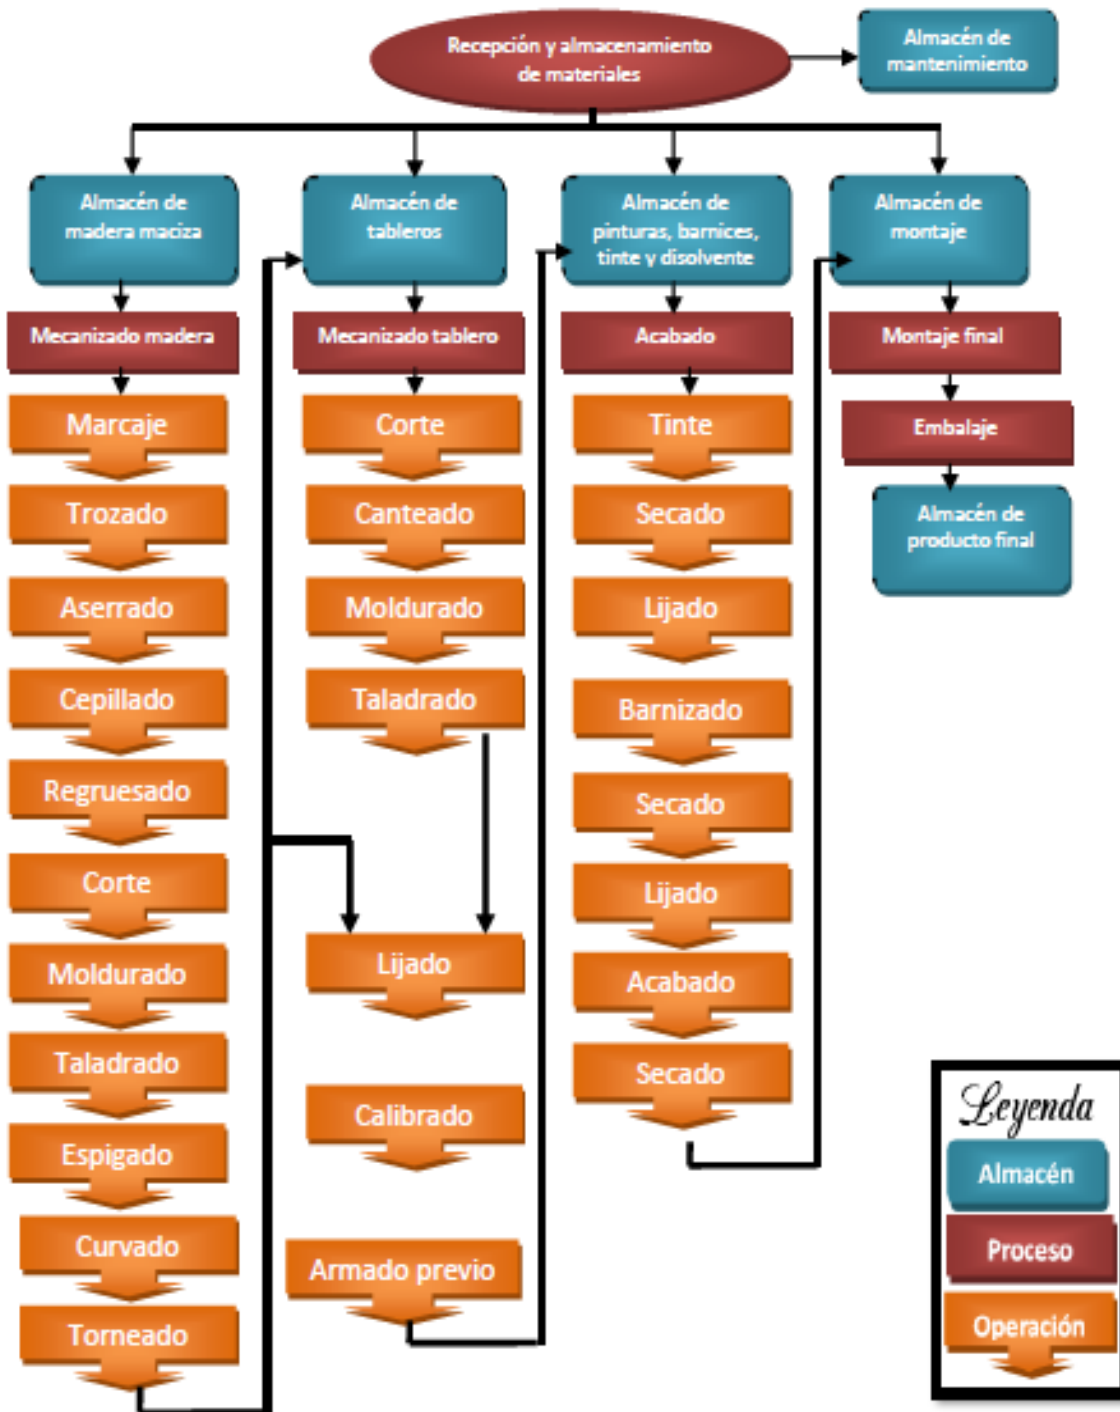 Recepción y almacenamiento
de materiales
Almacén de
mantenimiento
Almacén de
madera maciza
Mecanizado madera
Marcaje
Trozado
Aserrado
Cepillado
Regruesado
Corte
Moldurado
Taladrado
Espigado
Curvado
Torneado
Almacén de
tableros
Mecanizado tablero
Corte
Canteado
Moldurado
Taladrado
Lijado
Calibrado
Armado previo
Almacén de
pinturas, barnices,
tinte y disolvente
Acabado
Tinte
Secado
Lijado
Barnizado
Secado
Lijado
Acabado
Secado
Almacén de
montaje
Montaje final
Embalaje
Almacén de
producto final
Leyenda
Almacén
Proceso
Operación